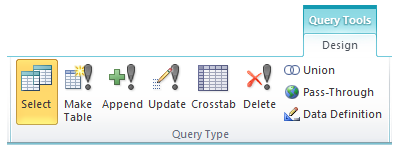 Query Tools
Design
Select
Make
Table
Append
Update
Crosstab
Delete
Union
Pass-Through
Data Definition
Query Type